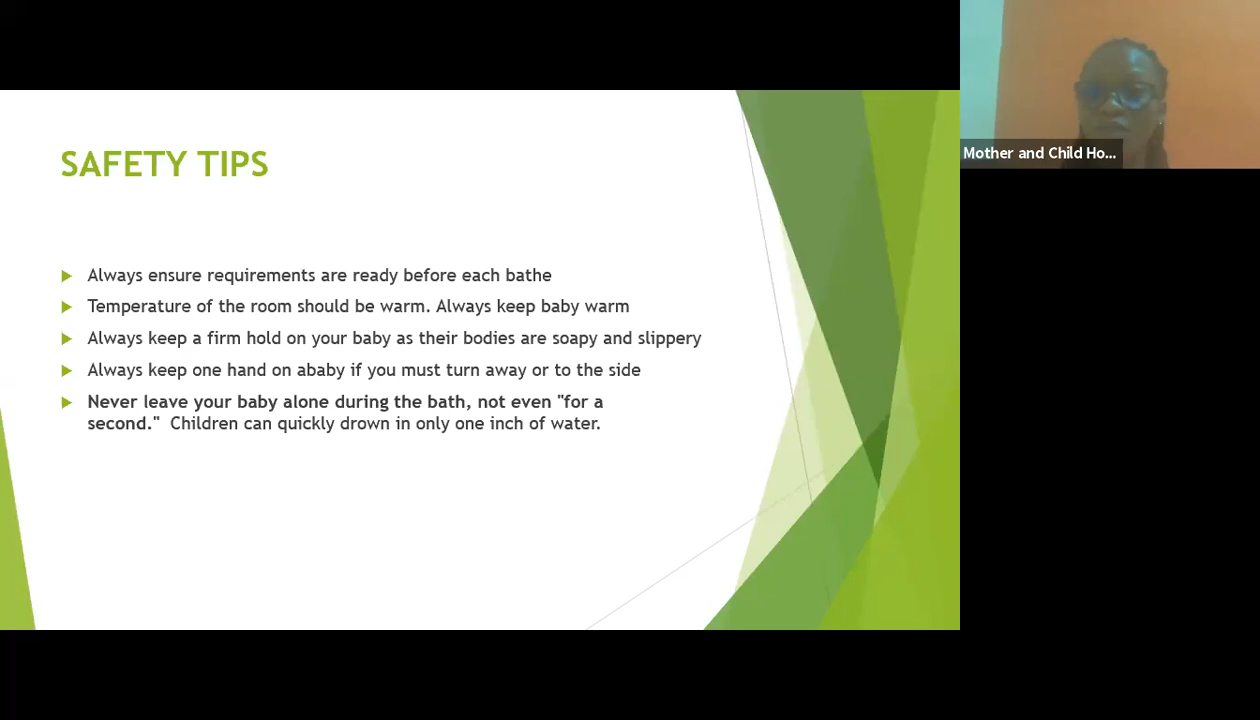 SAFETY TIPS
Always ensure requirements are ready before each bathe
Temperature of the room should be warm. Always keep baby warm
Always keep a firm hold on your baby as their bodies are soapy and slippery
Always keep one hand on ababy if you must turn away or to the side
Never leave your baby alone during the bath, not even "for a
second."  Children can quickly drown in only one inch of water.
Mother and Child Ho...